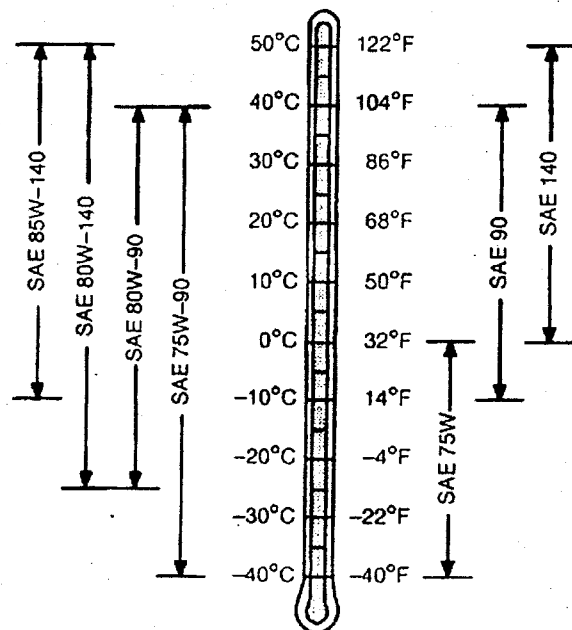 50°C 122°F
40°C 104°F
30°C 86°F
20°C 68°F
10°C 50°F
0°C 32°F
–10°C 14°F
–20°C –4°F
–30°C –22°F
–40°C –40°F
SAE 85W–140
SAE 80W–140
SAE 80W–90
SAE 75W–90
SAE 75W
SAE 90
SAE 140